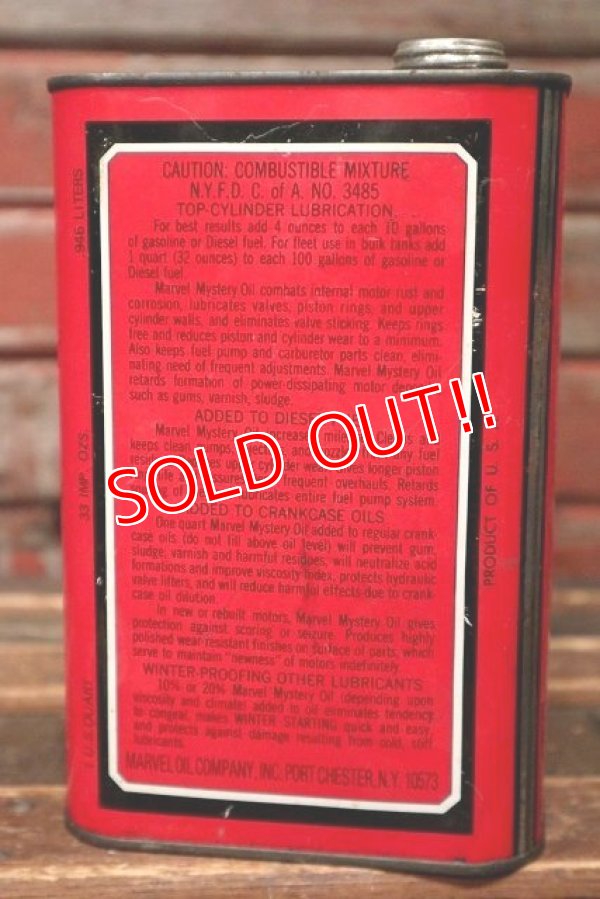 CAUTION: COMBUSTIBLE MIXTURE
N.Y.F.D. C. of A. NO. 3485
TOP-CYLINDER LUBRICATION
For best results add 4 ounces to each 10 gallons
of gasoline or Diesel fuel. For fleet use in bulk tanks add
1 quart (32 ounces) to each 100 gallons of gasoline or
Diesel fuel.
Marvel Mystery Oil combats internal motor rust and
corrosion, lubricates valves, piston rings, and upper
cylinder walls, and eliminates valve sticking. Keeps rings
free and reduces piston and cylinder wear to a minimum.
Also keeps fuel pump and carburetor parts clean, elimi-
nating need of frequent adjustments. Marvel Mystery Oil
retards formation of power-dissipating motor
such as gums, varnish, sludge.
ADDED TO DIESEL
Marvel Mystery Oil
keeps clean fuel
cylinder wear longer piston
frequent overhauls. Retards
lubricates entire fuel pump system.
ADDED TO CRANKCASE OILS
One quart Marvel Mystery Oil added to regular crank-
case oils (do not fill above oil level) will prevent gum,
sludge, varnish and harmful residues, will neutralize acid
formations and improve viscosity index, protects hydraulic
valve lifters, and will reduce harmful effects due to crank-
case oil dilution.
In new or rebuilt motors, Marvel Mystery Oil gives
protection against scoring or seizure. Produces highly
polished wear-resistant finishes on surface of parts, which
serve to maintain "newness" of motors indefinitely.
WINTER-PROOFING OTHER LUBRICANTS
10% or 20% Marvel Mystery Oil (depending upon
viscosity and climate) added to oil eliminates tendency
to congeal, makes WINTER STARTING quick and easy,
and protects against damage resulting from cold, stiff
lubricants.
MARVEL OIL COMPANY, INC. PORT CHESTER, N.Y. 10573
1 U.S. QUART
33 IMP. OZS.
.946 LITERS
PRODUCT OF U. S.
SOLD OUT!!